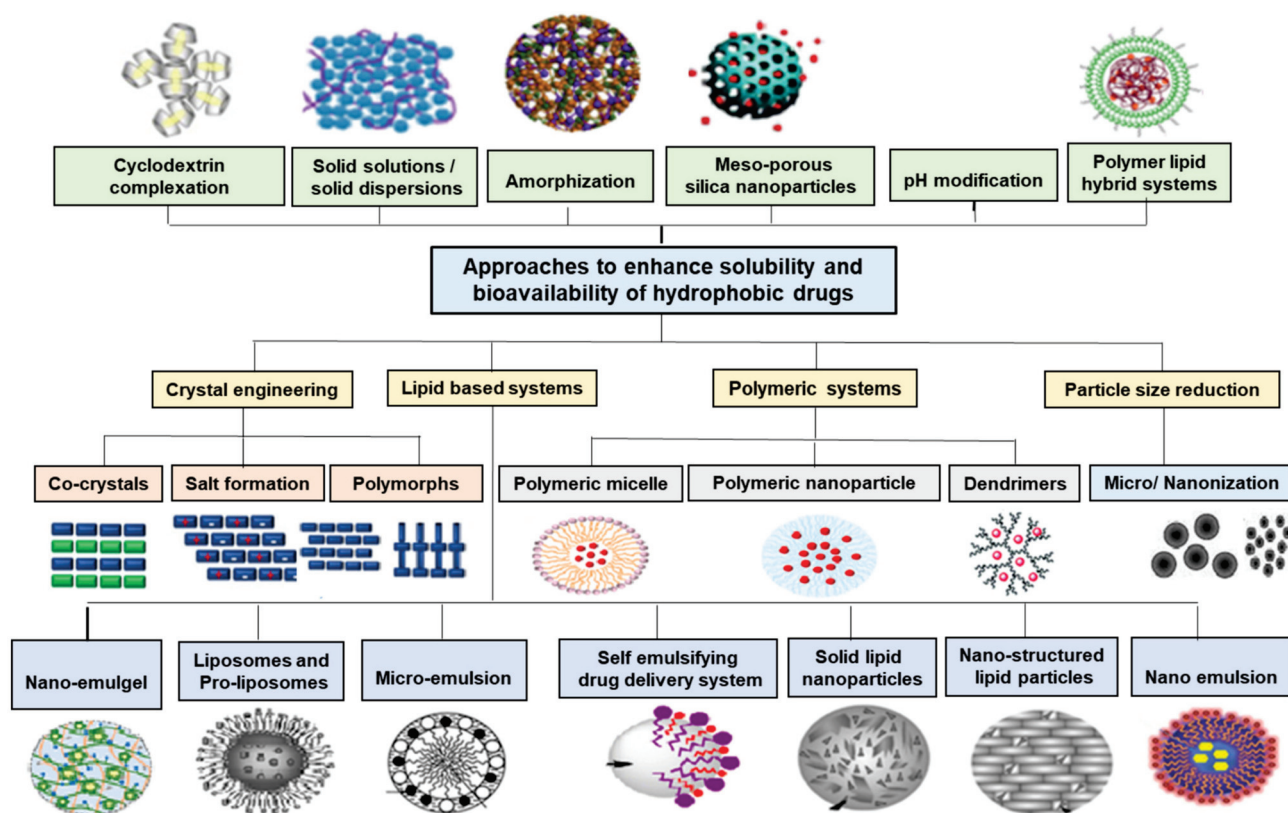 Cyclodextrin
complexation
Solid solutions /
solid dispersions
Amorphization
Meso-porous
silica nanoparticles
pH modification
Polymer lipid
hybrid systems
Approaches to enhance solubility and
bioavailability of hydrophobic drugs
Crystal engineering
Lipid based systems
Polymeric systems
Particle size reduction
Co-crystals
Salt formation
Polymorphs
Polymeric micelle
Polymeric nanoparticle
Dendrimers
Micro/ Nanonization
Nano-emulgel
Liposomes and
Pro-liposomes
Micro-emulsion
Self emulsifying
drug delivery system
Solid lipid
nanoparticles
Nano-structured
lipid particles
Nano emulsion